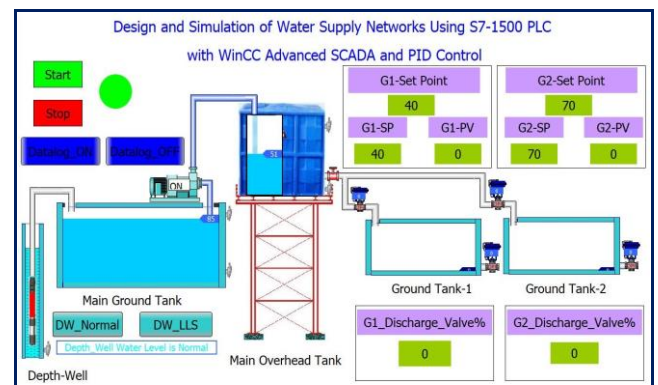 Design and Simulation of Water Supply Networks Using S7-1500 PLC
with WinCC Advanced SCADA and PID Control
Start
Stop
Datalog_ON
Datalog_OFF
ON
85
51
G1-Set Point
40
G1-SP
G1-PV
40
0
G2-Set Point
70
G2-SP
G2-PV
70
0
Main Ground Tank
DW_Normal
DW_LLS
Depth_Well Water Level is Normal
Depth-Well
Main Overhead Tank
Ground Tank-1
Ground Tank-2
G1_Discharge_Valve%
0
G2_Discharge_Valve%
0